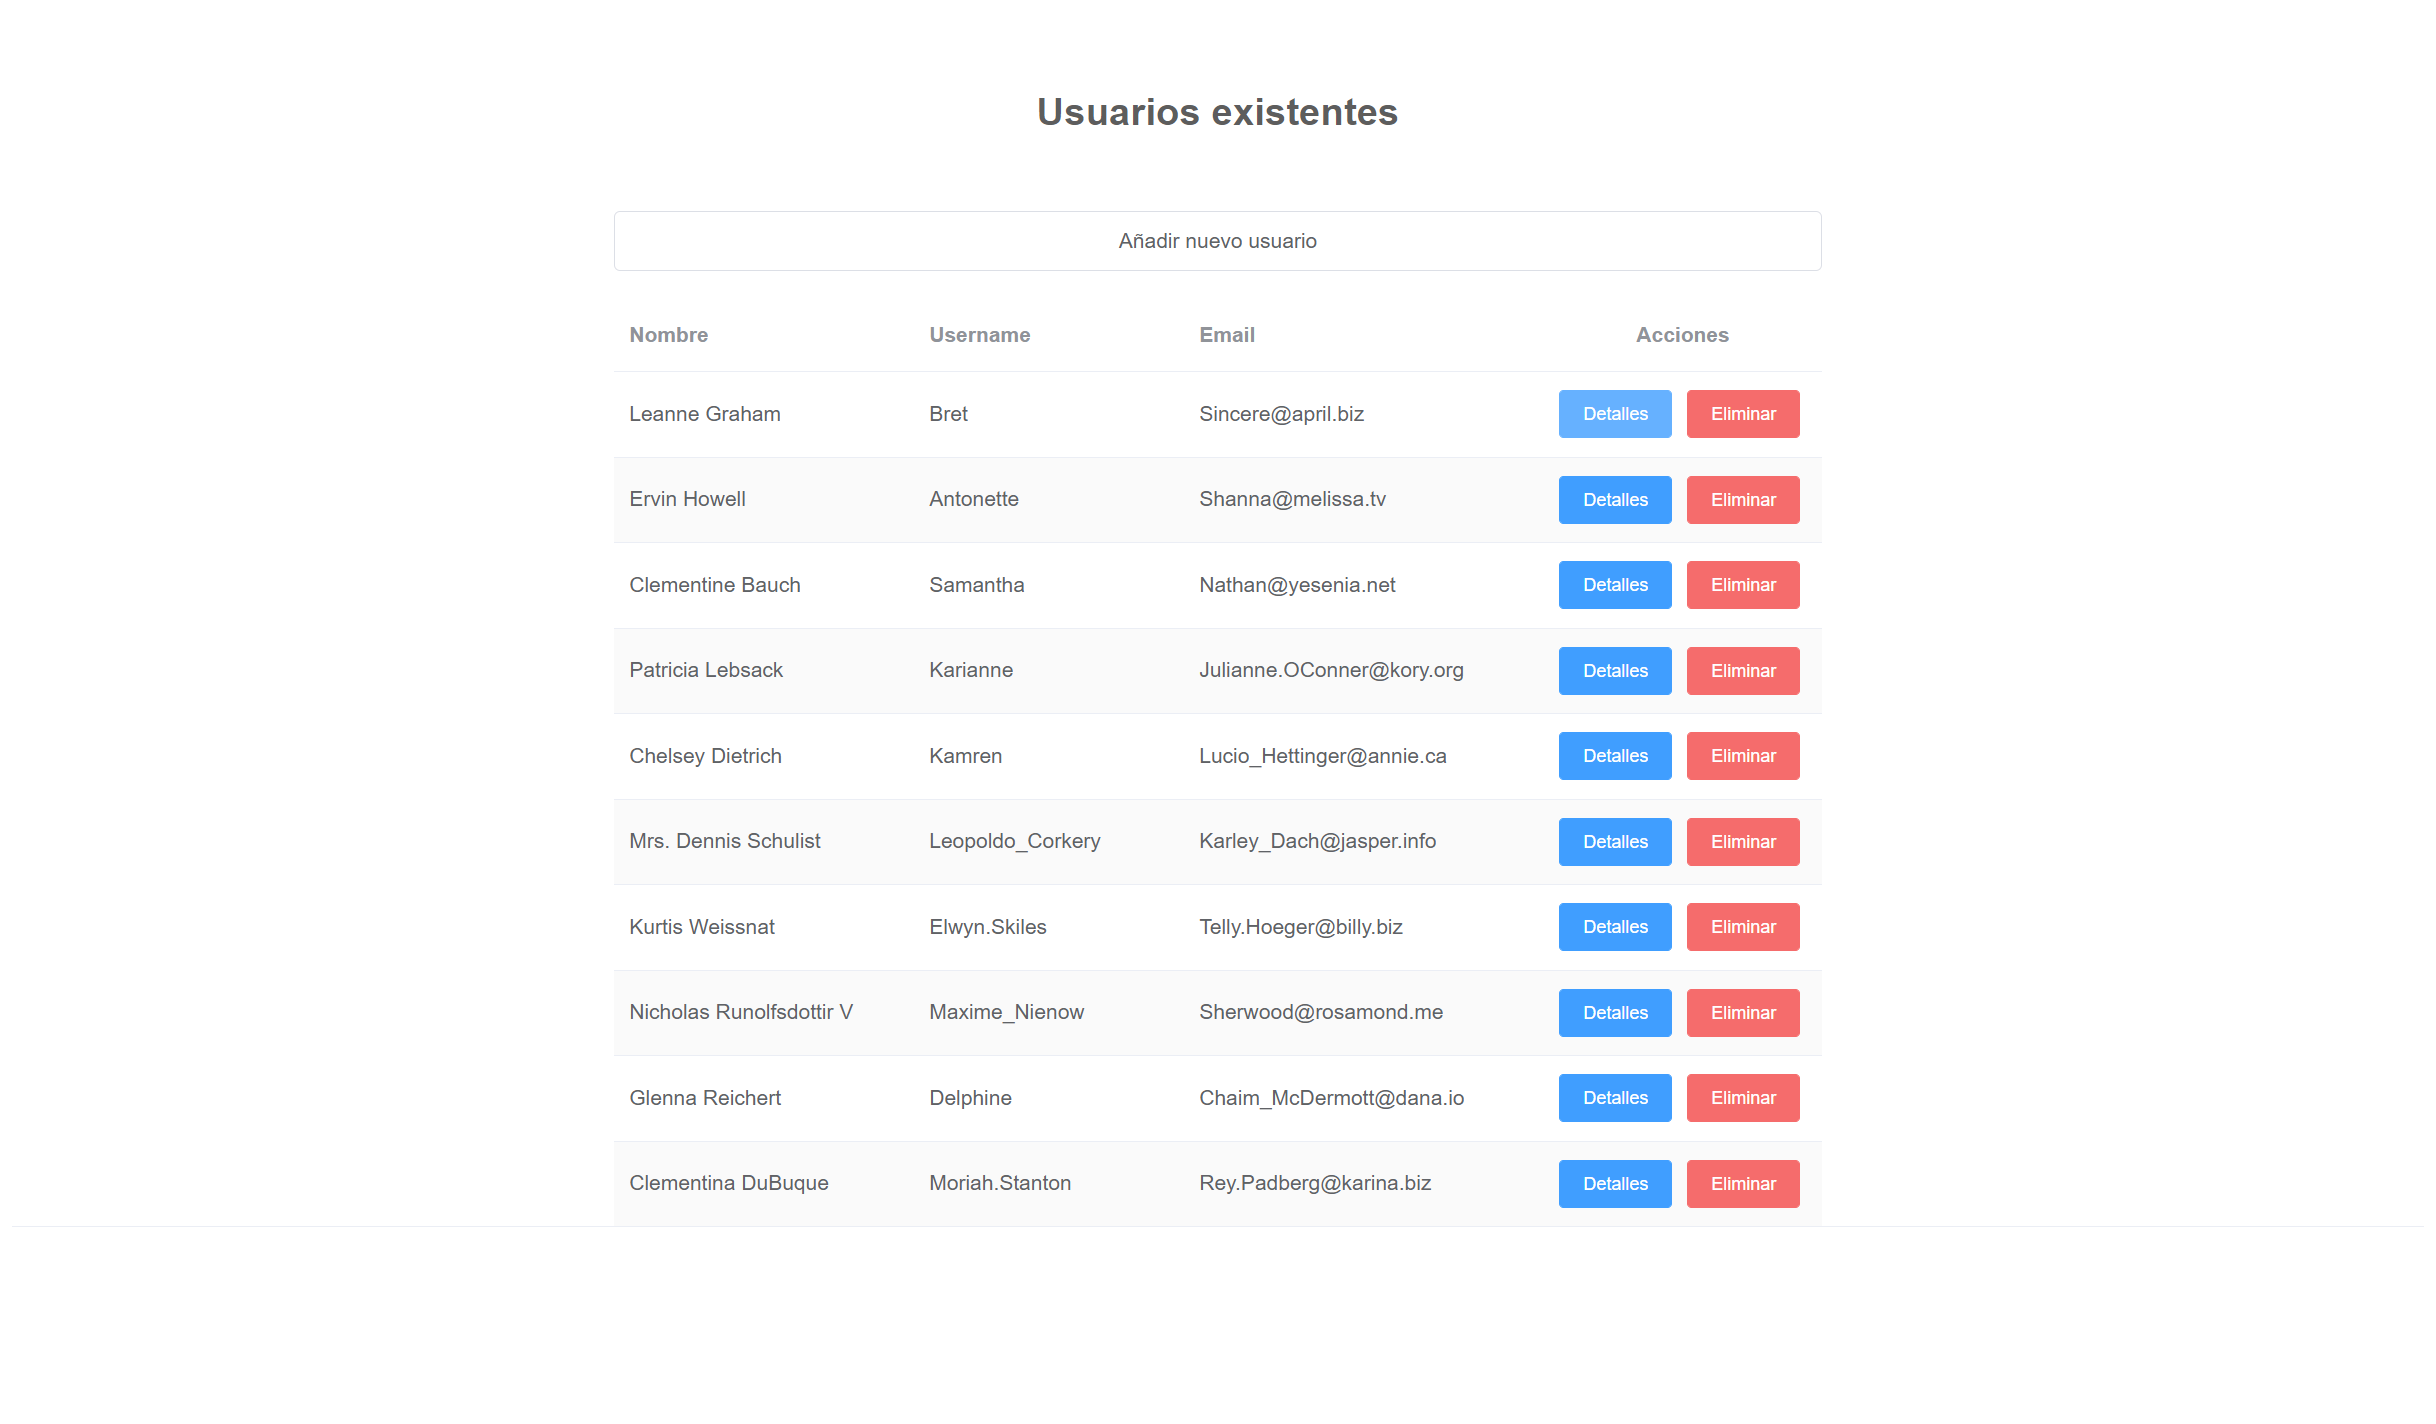 Usuarios existentes
Añadir nuevo usuario
Nombre Username Email Acciones
Leanne Graham Bret Sincere@april.biz Detalles Eliminar
Ervin Howell Antonette Shanna@melissa.tv Detalles Eliminar
Clementine Bauch Samantha Nathan@yesenia.net Detalles Eliminar
Patricia Lebsack Karianne Julianne.OConner@kory.org Detalles Eliminar
Chelsey Dietrich Kamren Lucio_Hettinger@annie.ca Detalles Eliminar
Mrs. Dennis Schulist Leopoldo_Corkery Karley_Dach@jasper.info Detalles Eliminar
Kurtis Weissnat Elwyn.Skiles Telly.Hoeger@billy.biz Detalles Eliminar
Nicholas Runolfsdottir V Maxime_Nienow Sherwood@rosamond.me Detalles Eliminar
Glenna Reichert Delphine Chaim_McDermott@dana.io Detalles Eliminar
Clementina DuBuque Moriah.Stanton Rey.Padberg@karina.biz Detalles Eliminar